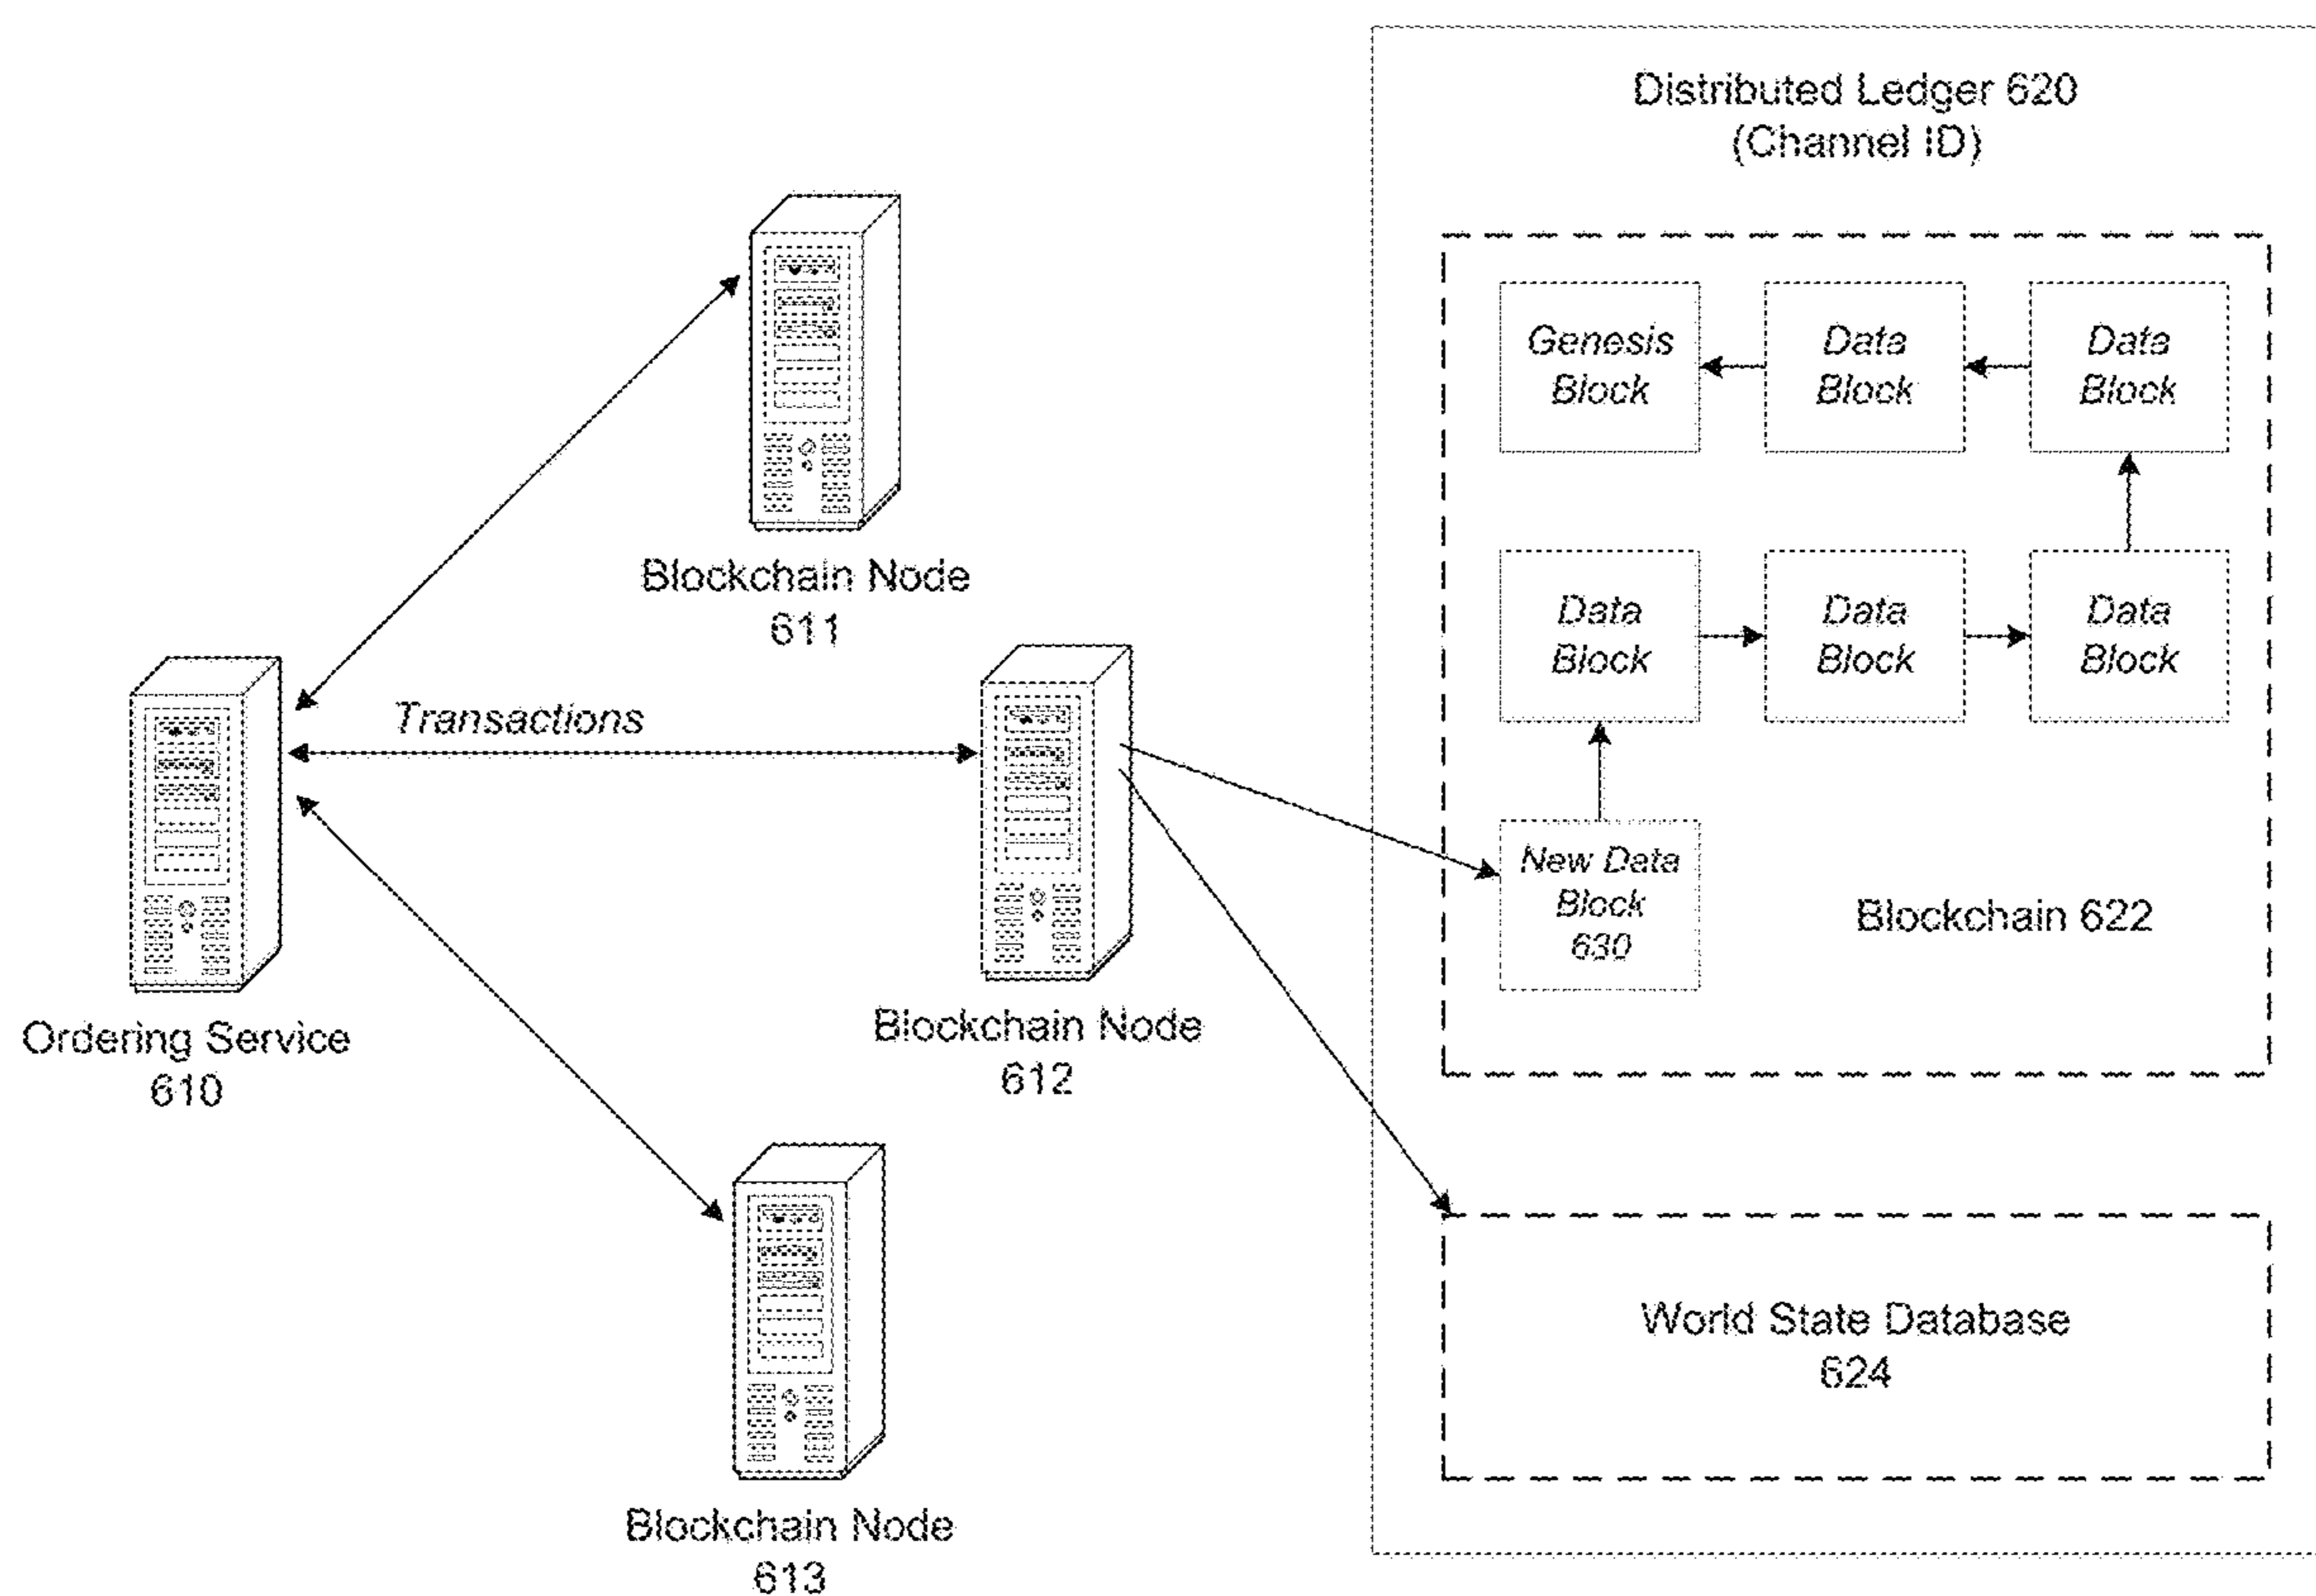 Distributed Ledger 620
(Channel ID)
Genesis
Block
Data
Block
Data
Block
Blockchain Node
611
Data
Block
Data
Block
Data
Block
Transactions
New Data
Block
630
Blockchain 622
Ordering Service
610
Blockchain Node
612
World State Database
624
Blockchain Node
613